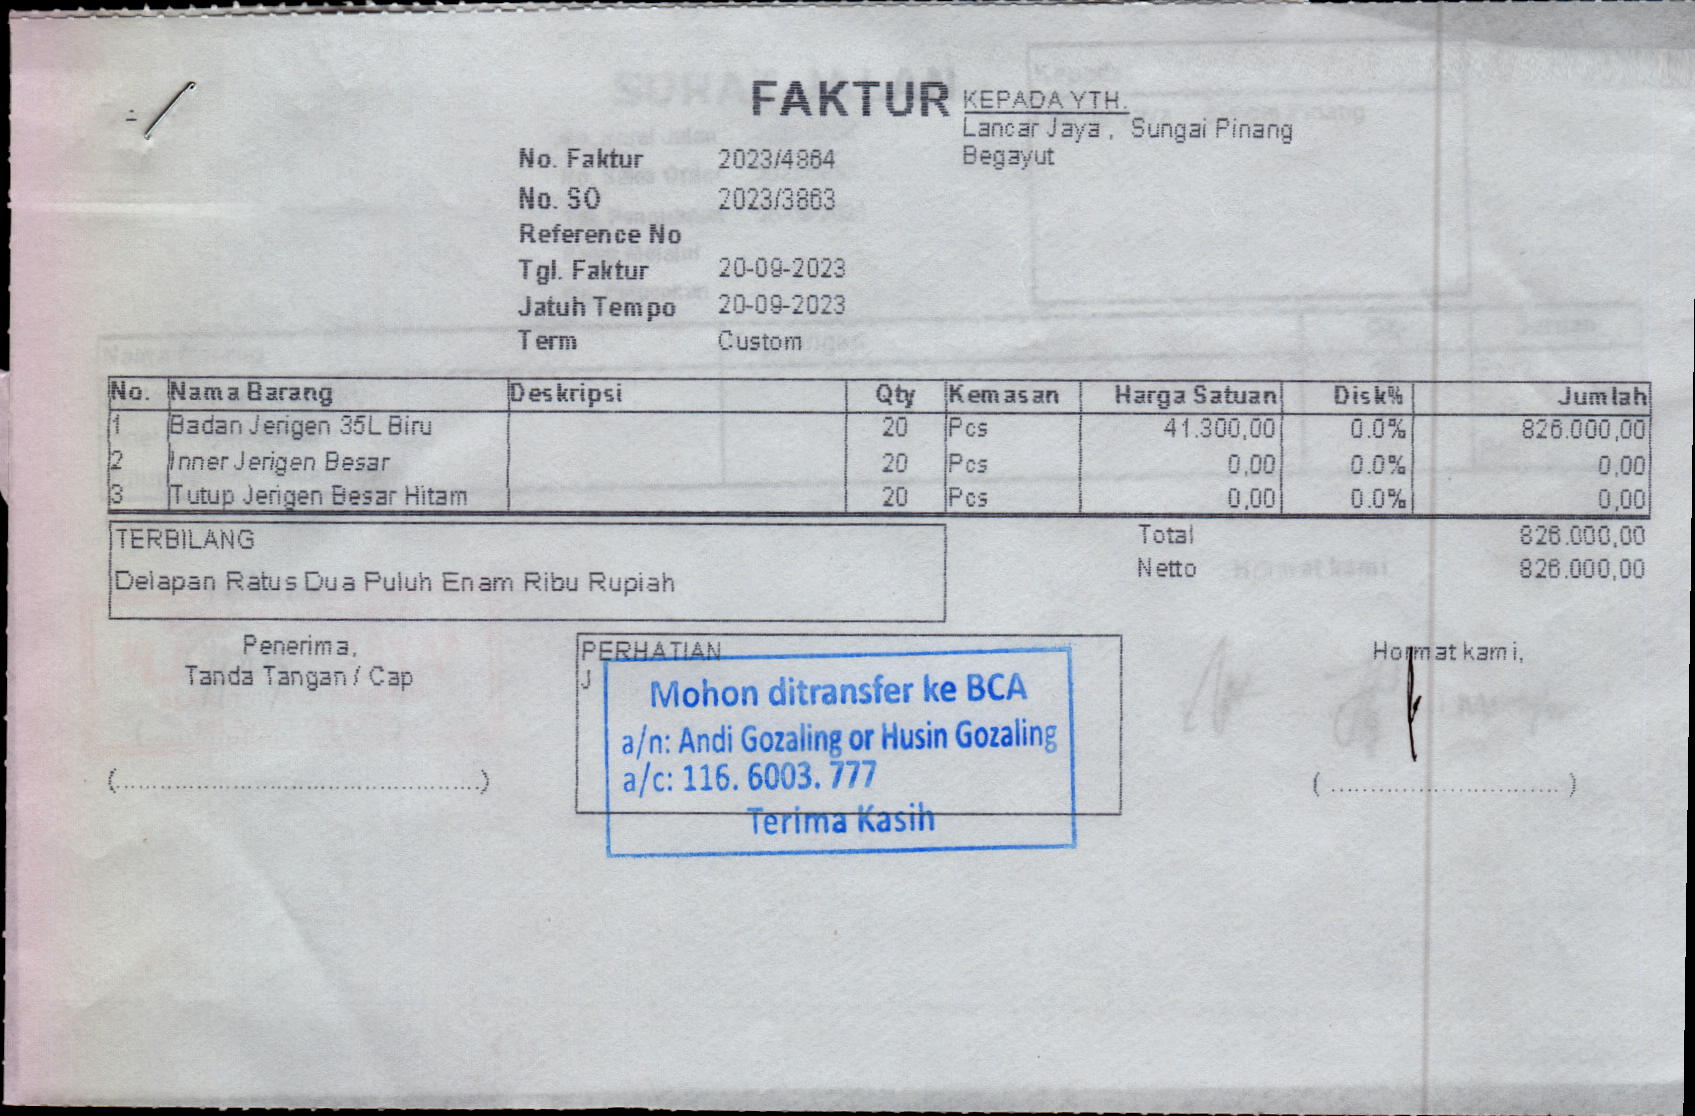 FAKTUR
KEPADA YTH.
Lancar Jaya , Sungai Pinang
Begayut
No. Faktur 2023/4864
No. SO 2023/3863
Reference No
Tgl. Faktur 20-09-2023
Jatuh Tempo 20-09-2023
Term Custom
No. Nama Barang Deskripsi Qty Kemasan Harga Satuan Disk% Jumlah
1 Badan Jerigen 35L Biru 20 Pcs 41.300,00 0.0% 826.000,00
2 Inner Jerigen Besar 20 Pcs 0,00 0.0% 0,00
3 Tutup Jerigen Besar Hitam 20 Pcs 0,00 0.0% 0,00
TERBILANG
Delapan Ratus Dua Puluh Enam Ribu Rupiah
Total 826.000,00
Netto 826.000,00
Penerima,
Tanda Tangan / Cap
(...............................................)
PERHATIAN
J
Mohon ditransfer ke BCA
a/n: Andi Gozaling or Husin Gozaling
a/c: 116. 6003. 777
Terima Kasih
Hormat kami,
( ............................. )